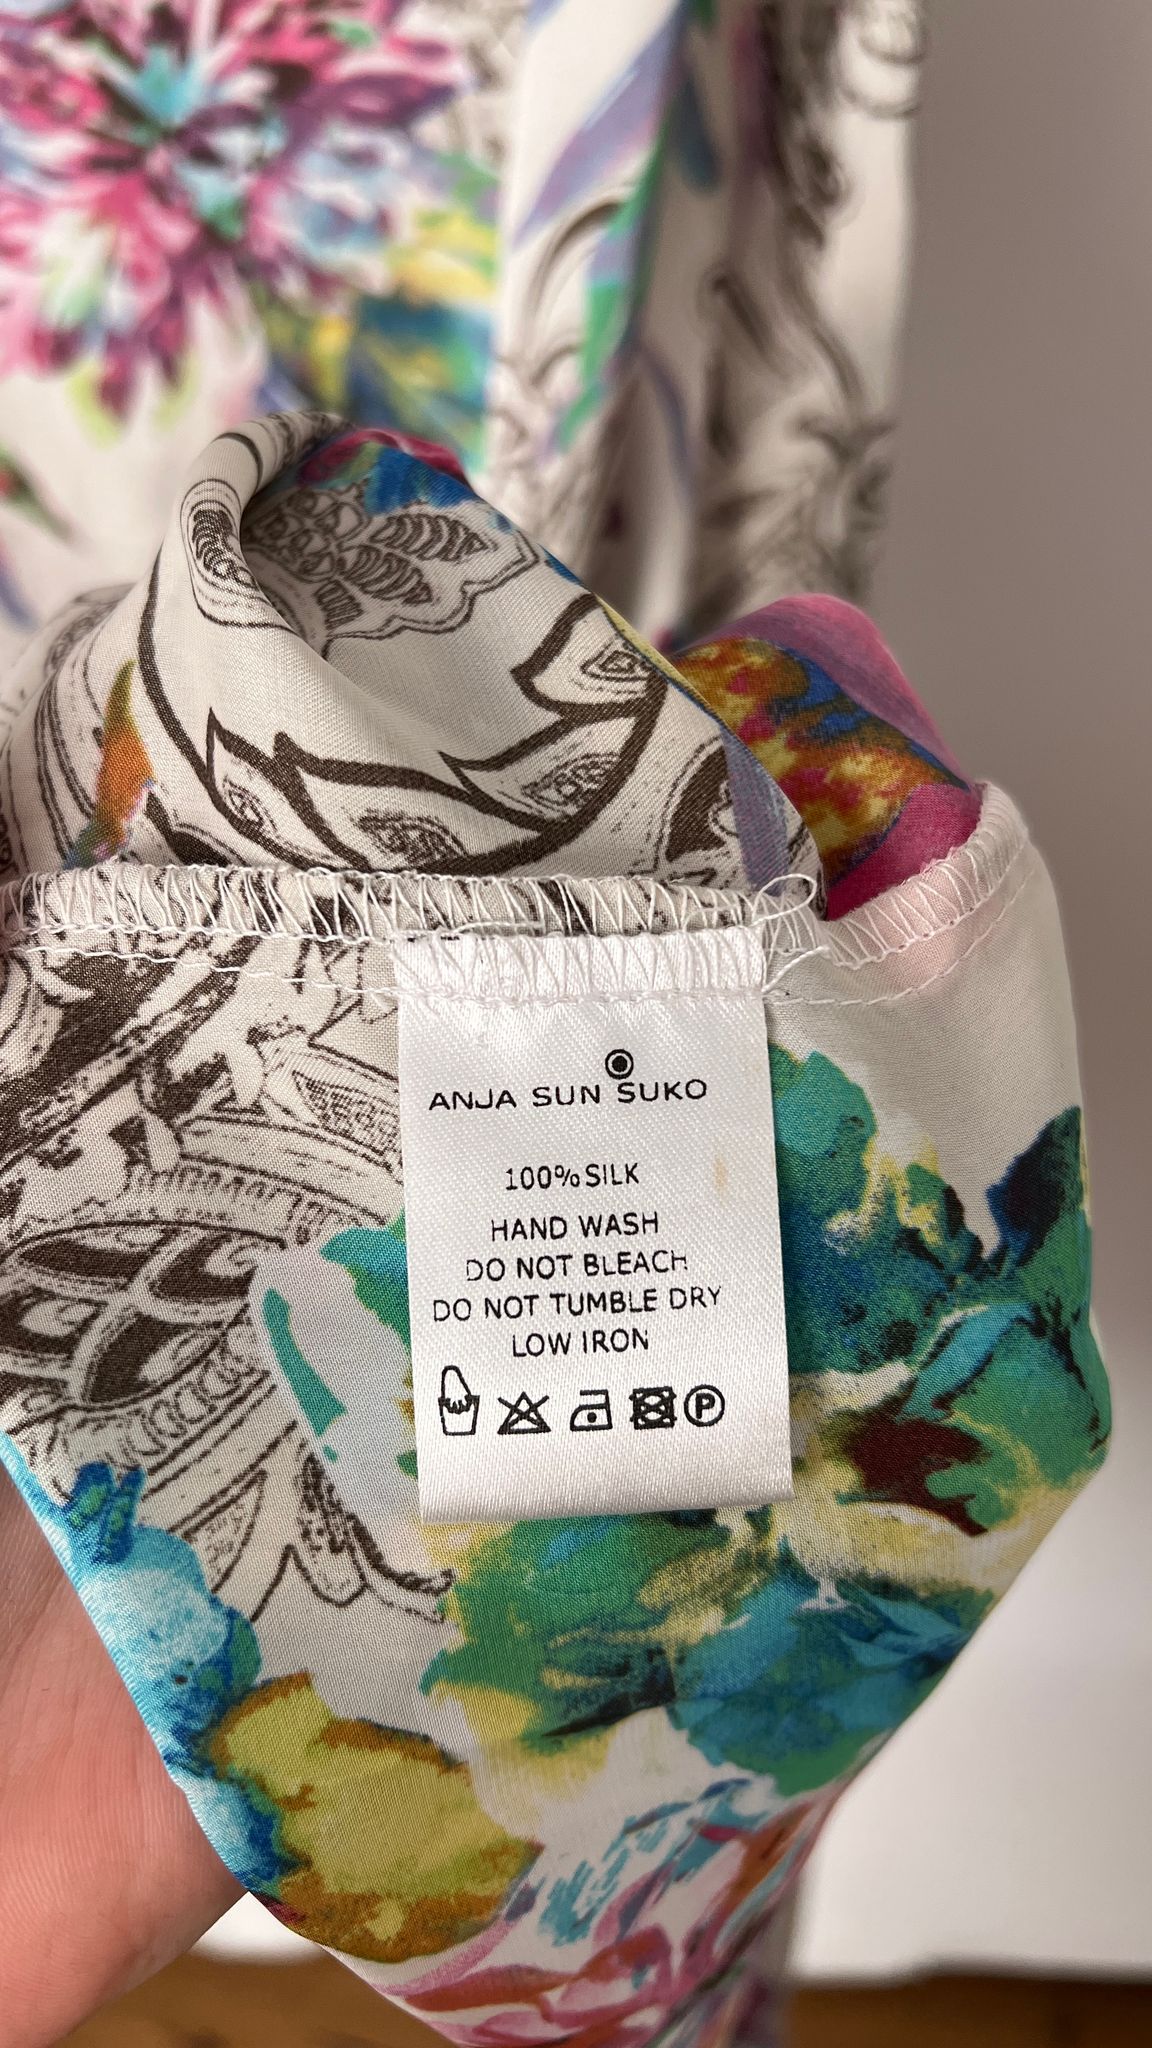 ANJA SUN SUKO
100% SILK
HAND WASH
DO NOT BLEACH
DO NOT TUMBLE DRY
LOW IRON
P